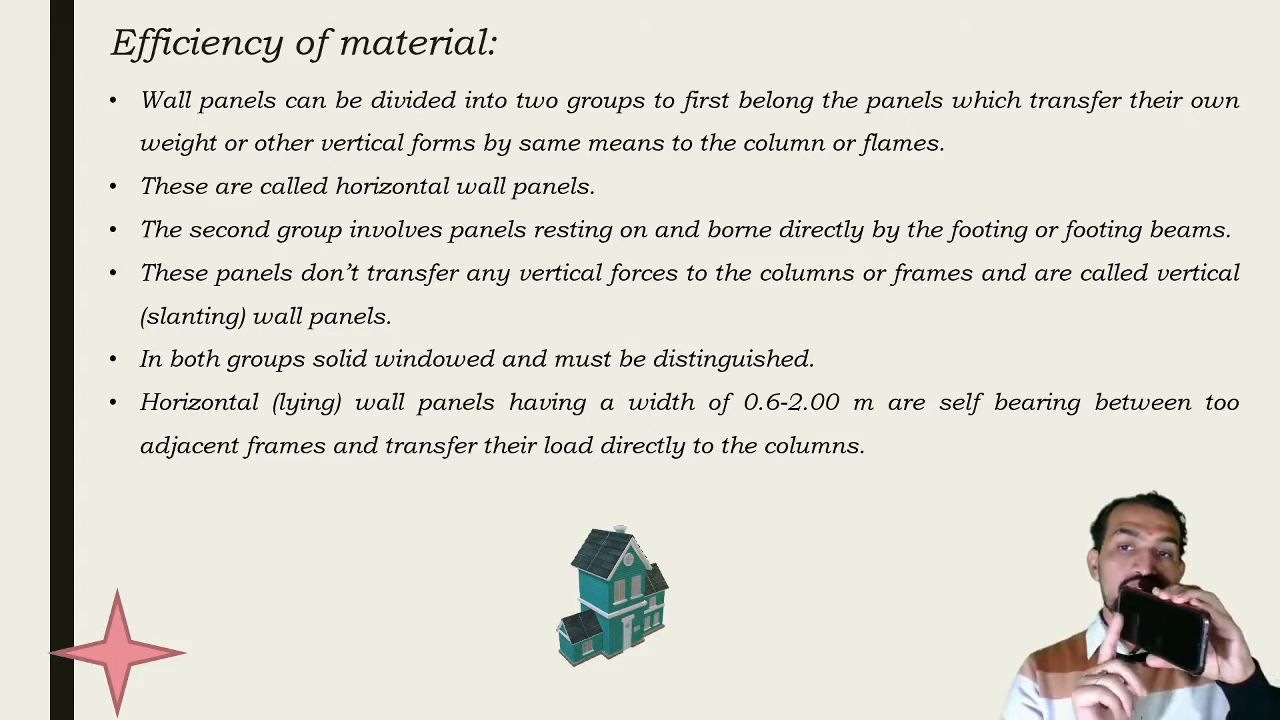 Efficiency of material:
• Wall panels can be divided into two groups to first belong the panels which transfer their own
weight or other vertical forms by same means to the column or flames.
• These are called horizontal wall panels.
• The second group involves panels resting on and borne directly by the footing or footing beams.
• These panels don’t transfer any vertical forces to the columns or frames and are called vertical
(slanting) wall panels.
• In both groups solid windowed and must be distinguished.
• Horizontal (lying) wall panels having a width of 0.6-2.00 m are self bearing between too
adjacent frames and transfer their load directly to the columns.